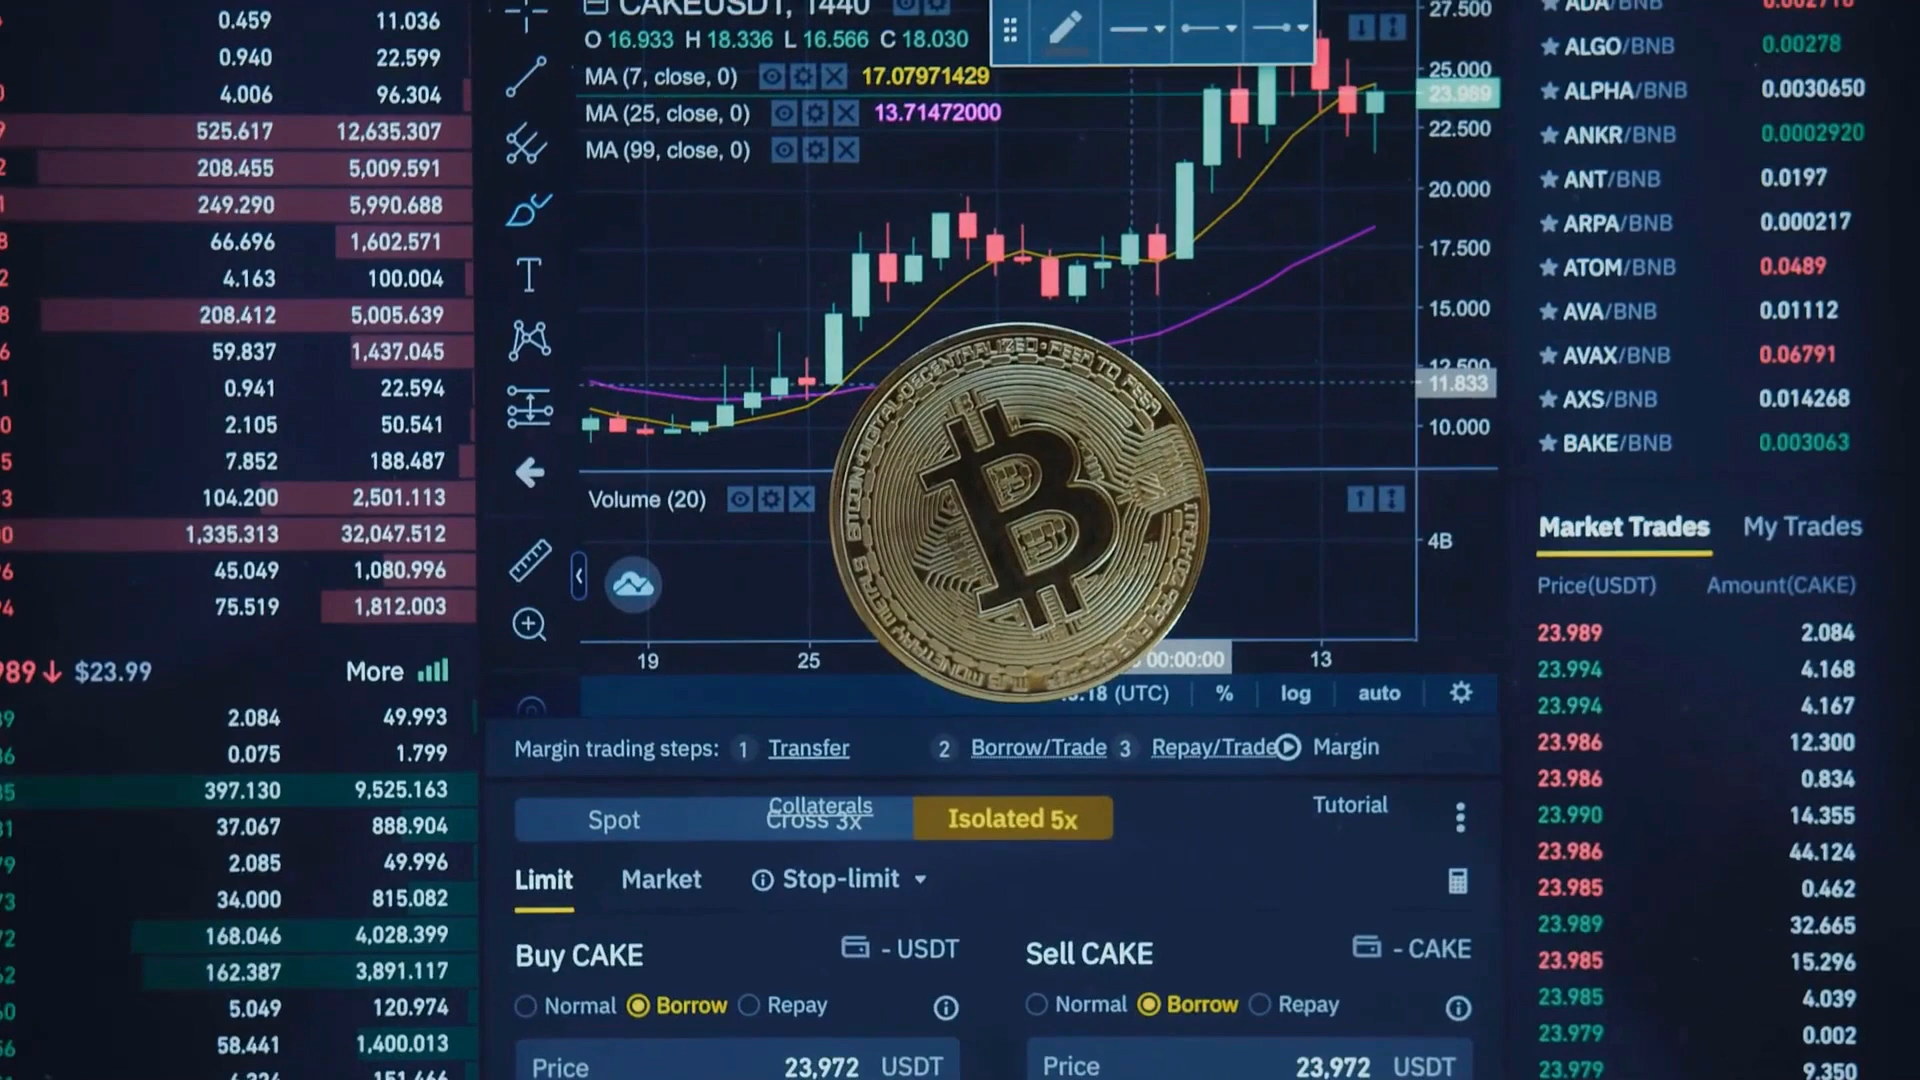 0.459 11.036
0.940 22.599
4.006 96.304
525.617 12,635.307
208.455 5,009.591
249.290 5,990.688
66.696 1,602.571
4.163 100.004
208.412 5,005.639
59.837 1,437.045
0.941 22.594
2.105 50.541
7.852 188.487
104.200 2,501.113
1,335.313 32,047.512
45.049 1,080.996
75.519 1,812.003
989 $23.99 More
2.084 49.993
0.075 1.799
397.130 9,525.163
37.067 888.904
2.085 49.996
34.000 815.082
168.046 4,028.399
162.387 3,891.117
5.049 120.974
58.441 1,400.013
CAKEUSDT, 1440
O 16.933 H 18.336 L 16.566 C 18.030
MA (7, close, 0) 17.07971429
MA (25, close, 0) 13.71472000
MA (99, close, 0)
27.500
25.000
23.989
22.500
20.000
17.500
15.000
12.500
11.833
10.000
Volume (20)
4B
19 25 00:00:00 13
(UTC) % log auto
BITCOIN·DIGITAL·DECENTRALIZED·PEER TO PEER
Margin trading steps: 1 Transfer 2 Borrow/Trade 3 Repay/Trade Margin
Collaterals Tutorial
Spot Cross 3x Isolated 5x
Limit Market Stop-limit
Buy CAKE - USDT
Normal Borrow Repay
Price 23,972 USDT
Sell CAKE - CAKE
Normal Borrow Repay
Price 23,972 USDT
ADA/BNB 0.002718
ALGO/BNB 0.00278
ALPHA/BNB 0.0030650
ANKR/BNB 0.0002920
ANT/BNB 0.0197
ARPA/BNB 0.000217
ATOM/BNB 0.0489
AVA/BNB 0.01112
AVAX/BNB 0.06791
AXS/BNB 0.014268
BAKE/BNB 0.003063
Market Trades My Trades
Price(USDT) Amount(CAKE)
23.989 2.084
23.994 4.168
23.994 4.167
23.986 12.300
23.986 0.834
23.990 14.355
23.986 44.124
23.985 0.462
23.989 32.665
23.985 15.296
23.985 4.039
23.979 0.002
23.979 9.350